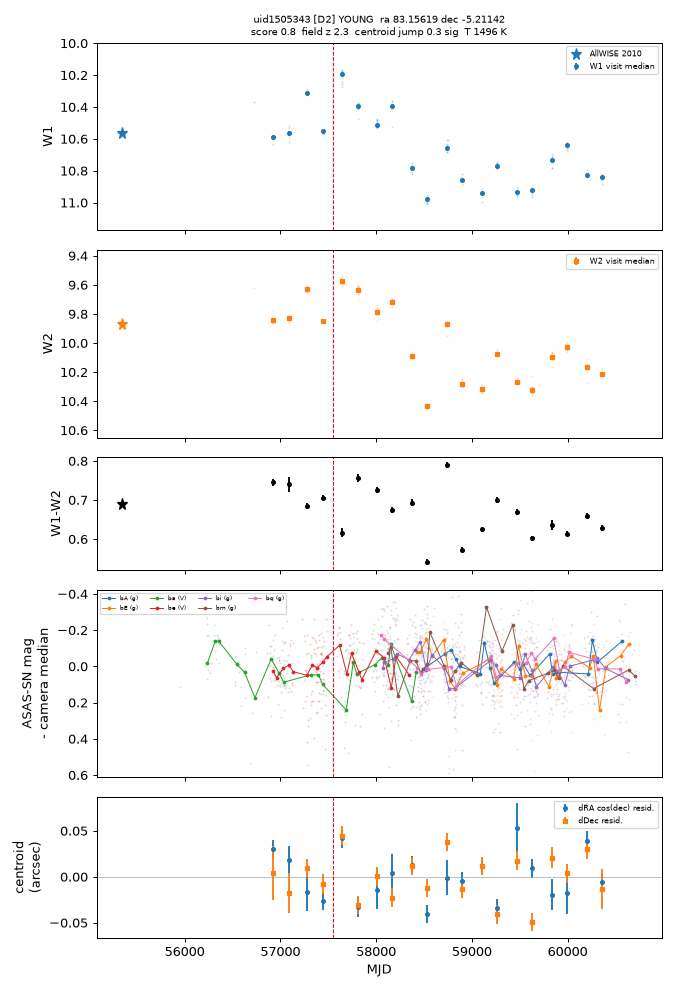 uid1505343 [D2] YOUNG ra 83.15619 dec -5.21142
score 0.8 field z 2.3 centroid jump 0.3 sig T 1496 K
10.0
10.2
10.4
10.6
10.8
11.0
W1
AllWISE 2010
W1 visit median
9.4
9.6
9.8
10.0
10.2
10.4
10.6
W2
W2 visit median
0.8
0.7
0.6
W1-W2
−0.4
−0.2
0.0
0.2
0.4
0.6
ASAS-SN mag
- camera median
bA (g)
bE (g)
ba (V)
be (V)
bi (g)
bm (g)
bq (g)
0.05
0.00
−0.05
centroid
(arcsec)
dRA cos(dec) resid.
dDec resid.
56000
57000
58000
59000
60000
MJD